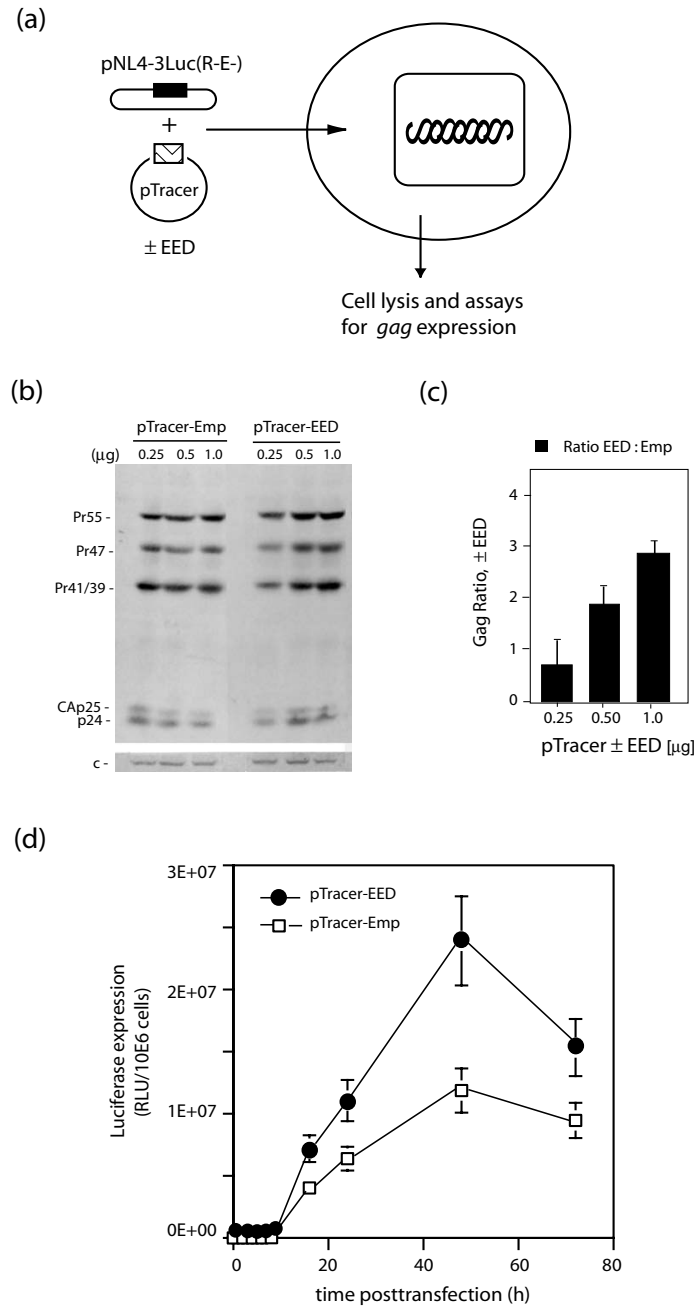 (a)
pNL4-3Luc(R-E-)
+
pTracer
± EED
Cell lysis and assays
for gag expression
(b)
pTracer-Emp pTracer-EED
(μg) 0.25 0.5 1.0 0.25 0.5 1.0
Pr55 -
Pr47 -
Pr41/39 -
CAp25 -
p24 -
c -
(c)
Ratio EED : Emp
Gag Ratio, ± EED
4
3
2
1
0
0.25 0.50 1.0
pTracer ± EED [μg]
(d)
Luciferase expression
(RLU/10E6 cells)
3E+07
2E+07
1E+07
0E+00
pTracer-EED
pTracer-Emp
0 20 40 60 80
time posttransfection (h)